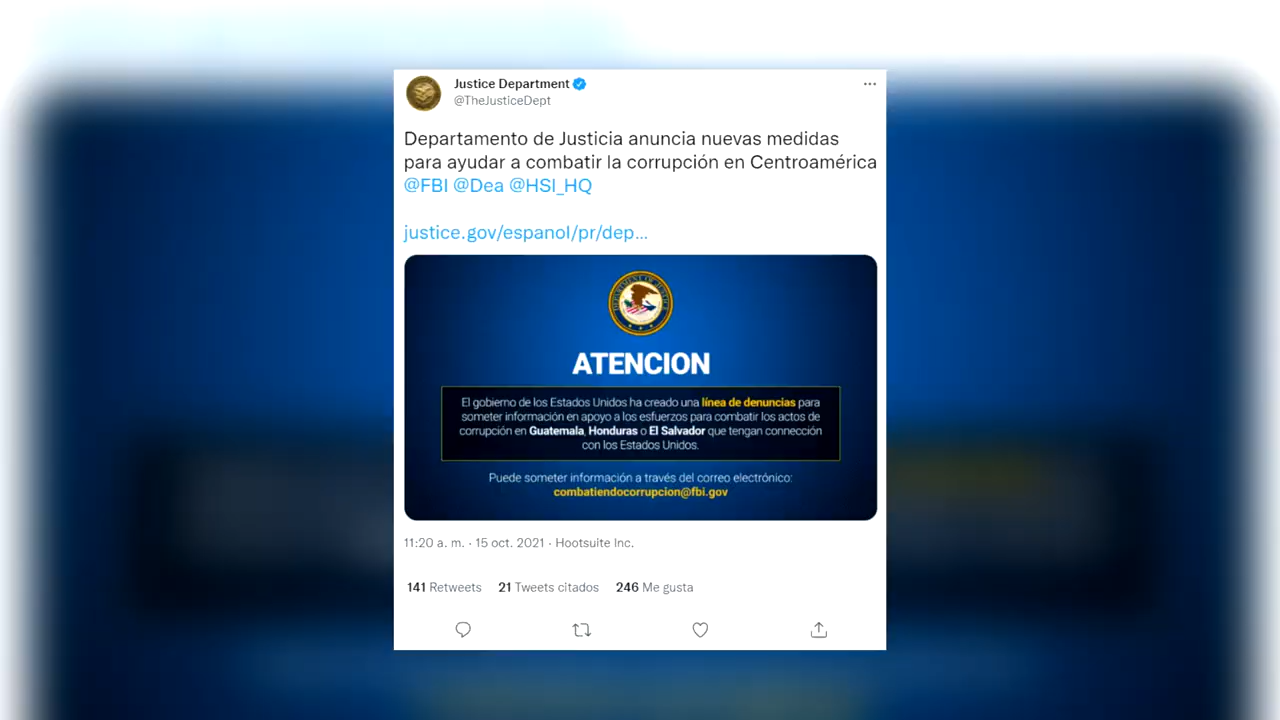 Justice Department
@TheJusticeDept
Departamento de Justicia anuncia nuevas medidas
para ayudar a combatir la corrupción en Centroamérica
@FBI @Dea @HSI_HQ
justice.gov/espanol/pr/dep...
ATENCION
El gobierno de los Estados Unidos ha creado una línea de denuncias para
someter información en apoyo a los esfuerzos para combatir los actos de
corrupción en Guatemala, Honduras o El Salvador que tengan connección
con los Estados Unidos.
Puede someter información a través del correo electrónico:
combatiendocorrupcion@fbi.gov
11:20 a. m. · 15 oct. 2021 · Hootsuite Inc.
141 Retweets 21 Tweets citados 246 Me gusta